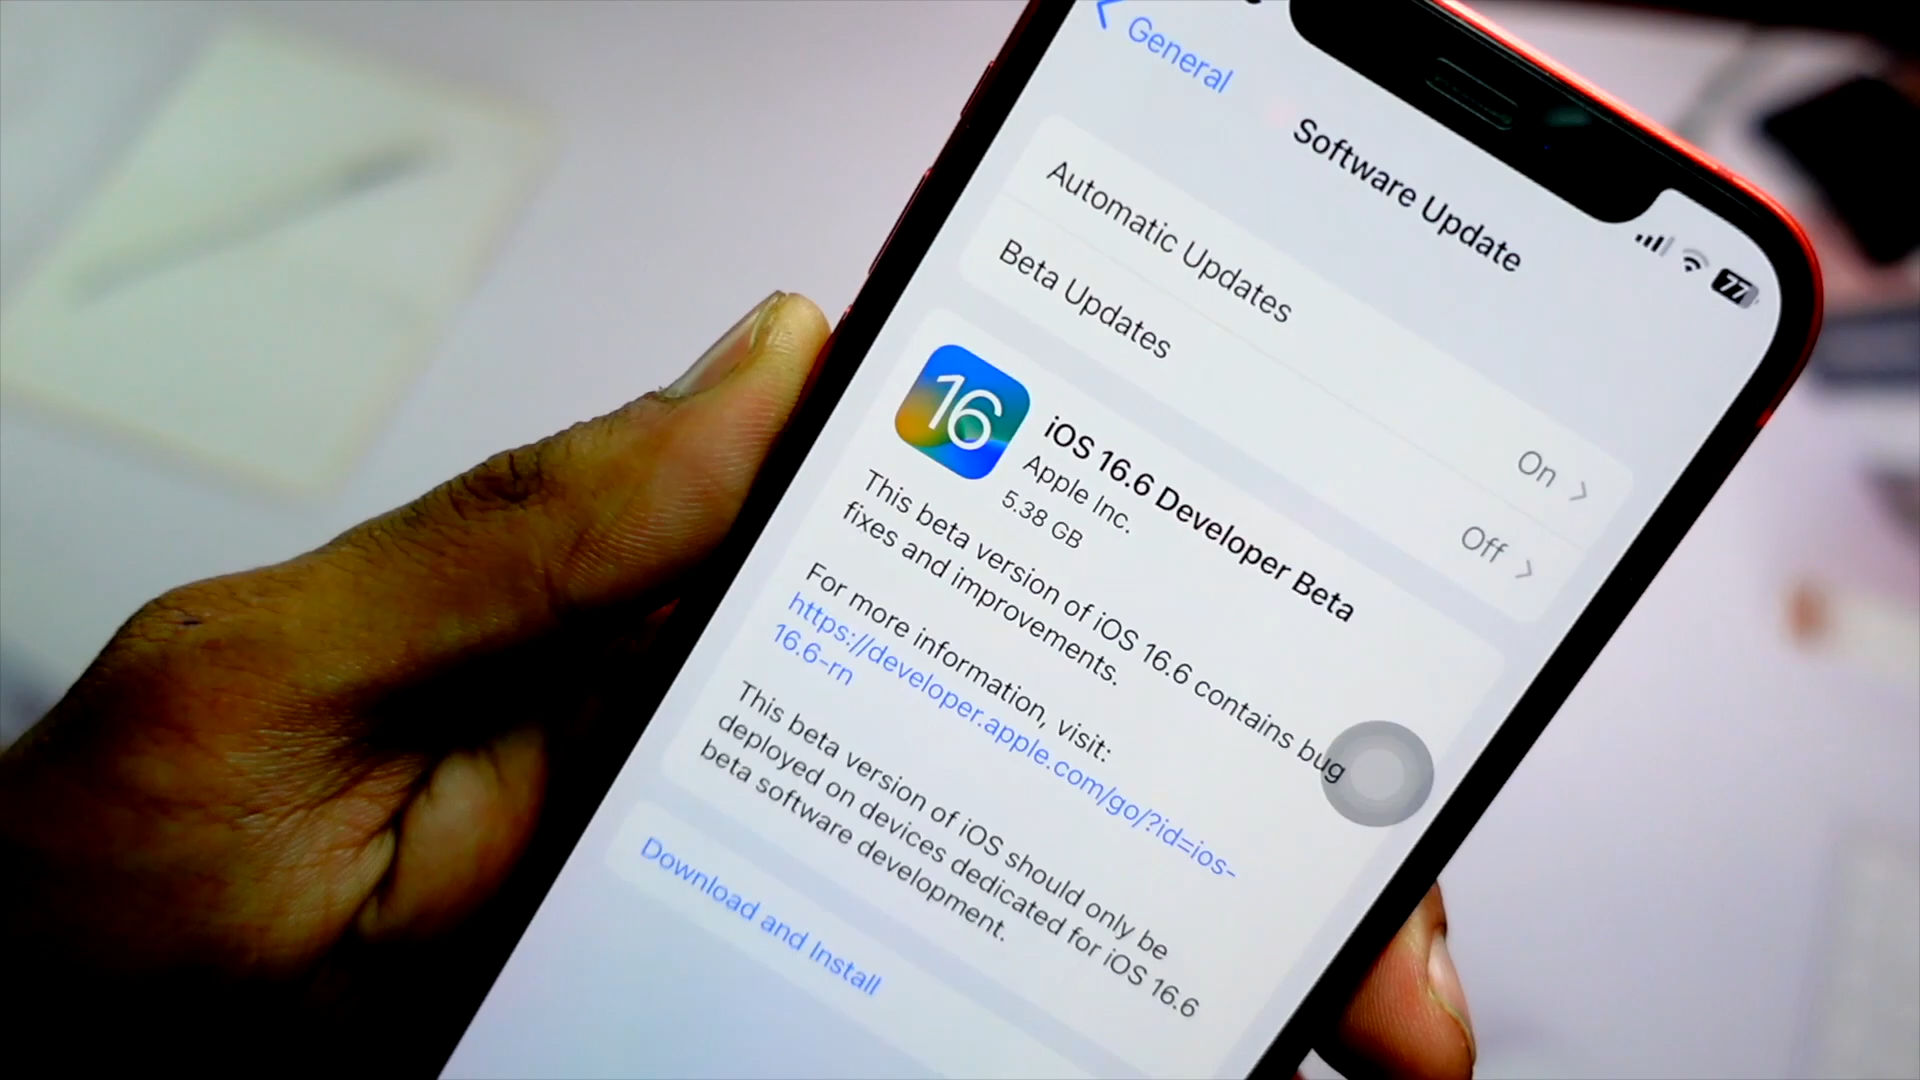 General
Software Update
77
Automatic Updates
On
Beta Updates
Off
16
iOS 16.6 Developer Beta
Apple Inc.
5.38 GB
This beta version of iOS 16.6 contains bug
fixes and improvements.
For more information, visit:
https://developer.apple.com/go/?id=ios-
16.6-rn
This beta version of iOS should only be
deployed on devices dedicated for iOS 16.6
beta software development.
Download and Install